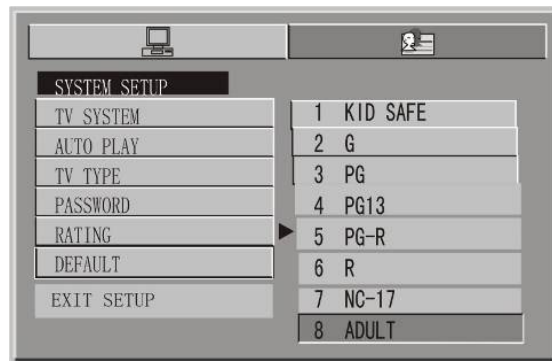 SYSTEM SETUP
TV SYSTEM
AUTO PLAY
TV TYPE
PASSWORD
RATING
DEFAULT
EXIT SETUP
1 KID SAFE
2 G
3 PG
4 PG13
5 PG-R
6 R
7 NC-17
8 ADULT